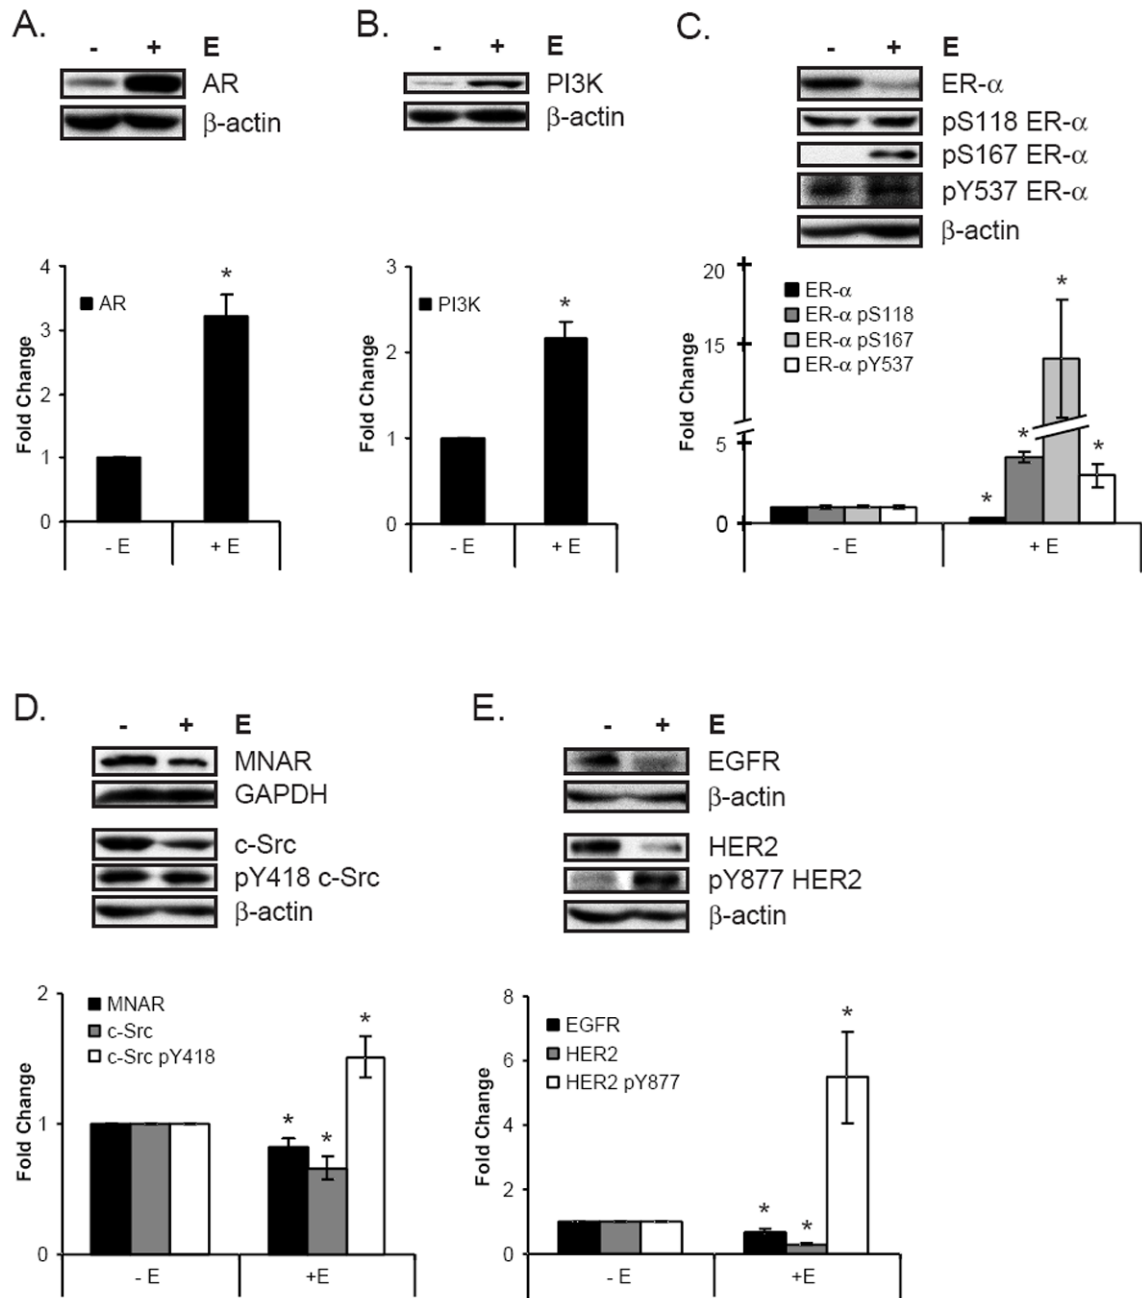 A.
- + E
AR
β-actin
4
3
2
1
0
Fold Change
AR
*
- E
+ E
B.
- + E
PI3K
β-actin
3
2
1
0
Fold Change
PI3K
*
- E
+ E
C.
- + E
ER-α
pS118 ER-α
pS167 ER-α
pY537 ER-α
β-actin
20
15
5
0
Fold Change
ER-α
ER-α pS118
ER-α pS167
ER-α pY537
*
*
*
*
- E
+ E
D.
- + E
MNAR
GAPDH
c-Src
pY418 c-Src
β-actin
2
1
0
Fold Change
MNAR
c-Src
c-Src pY418
*
*
*
- E
+E
E.
- + E
EGFR
β-actin
HER2
pY877 HER2
β-actin
8
6
4
2
0
Fold Change
EGFR
HER2
HER2 pY877
*
*
*
- E
+E